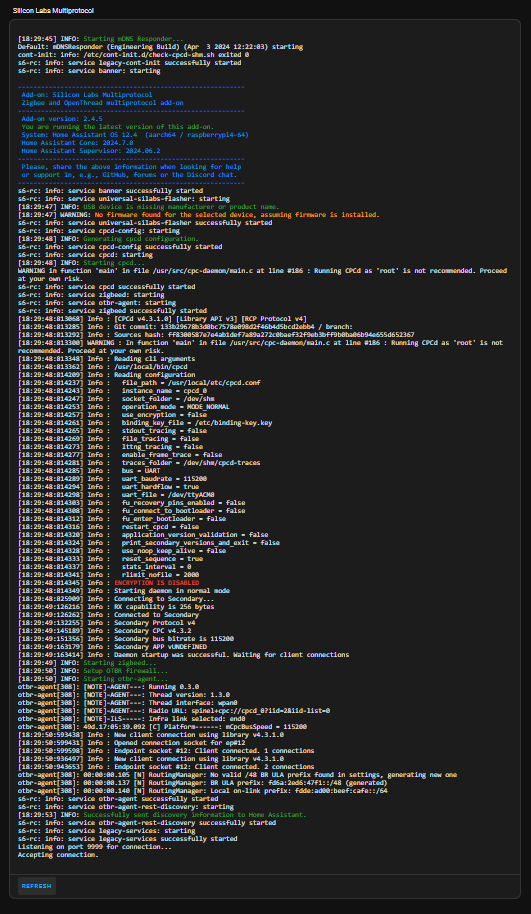 Silicon Labs Multiprotocol
[18:29:45] INFO: Starting mDNS Responder...
Default: mDNSResponder (Engineering Build) (Apr  3 2024 12:22:03) starting
cont-init: info: /etc/cont-init.d/check-cpcd-shm.sh exited 0
s6-rc: info: service legacy-cont-init successfully started
s6-rc: info: service banner: starting
-----------------------------------------------------------
Add-on: Silicon Labs Multiprotocol
Zigbee and OpenThread multiprotocol add-on
-----------------------------------------------------------
Add-on version: 2.4.5
You are running the latest version of this add-on.
System: Home Assistant OS 12.4  (aarch64 / raspberrypi4-64)
Home Assistant Core: 2024.7.0
Home Assistant Supervisor: 2024.06.2
-----------------------------------------------------------
Please, share the above information when looking for help
or support in, e.g., GitHub, forums or the Discord chat.
-----------------------------------------------------------
s6-rc: info: service banner successfully started
s6-rc: info: service universal-silabs-flasher: starting
[18:29:47] INFO: USB device is missing manufacturer or product name.
[18:29:47] WARNING: No firmware found for the selected device, assuming firmware is installed.
s6-rc: info: service universal-silabs-flasher successfully started
s6-rc: info: service cpcd-config: starting
[18:29:48] INFO: Generating cpcd configuration.
s6-rc: info: service cpcd-config successfully started
s6-rc: info: service cpcd: starting
[18:29:48] INFO: Starting cpcd...
WARNING in function 'main' in file /usr/src/cpc-daemon/main.c at line #186 : Running CPCd as 'root' is not recommended. Proceed
at your own risk.
s6-rc: info: service cpcd successfully started
s6-rc: info: service zigbeed: starting
s6-rc: info: service otbr-agent: starting
s6-rc: info: service zigbeed successfully started
[18:29:48:813068] Info : [CPCd v4.3.1.0] [Library API v3] [RCP Protocol v4]
[18:29:48:813285] Info : Git commit: 133b29678b3d0bc7578e098d2f46b4d5bcd2ebb4 / branch:
[18:29:48:813292] Info : Sources hash: ff8300587e7e4ab1def7a89a272c0baef32f9eb3bff9b0ba06b94e655d652367
[18:29:48:813300] WARNING : In function 'main' in file /usr/src/cpc-daemon/main.c at line #186 : Running CPCd as 'root' is not
recommended. Proceed at your own risk.
[18:29:48:813348] Info : Reading cli arguments
[18:29:48:813362] Info : /usr/local/bin/cpcd
[18:29:48:814209] Info : Reading configuration
[18:29:48:814237] Info :   file_path = /usr/local/etc/cpcd.conf
[18:29:48:814243] Info :   instance_name = cpcd_0
[18:29:48:814247] Info :   socket_folder = /dev/shm
[18:29:48:814253] Info :   operation_mode = MODE_NORMAL
[18:29:48:814257] Info :   use_encryption = false
[18:29:48:814261] Info :   binding_key_file = /etc/binding-key.key
[18:29:48:814265] Info :   stdout_tracing = false
[18:29:48:814269] Info :   file_tracing = false
[18:29:48:814273] Info :   lttng_tracing = false
[18:29:48:814277] Info :   enable_frame_trace = false
[18:29:48:814281] Info :   traces_folder = /dev/shm/cpcd-traces
[18:29:48:814285] Info :   bus = UART
[18:29:48:814289] Info :   uart_baudrate = 115200
[18:29:48:814294] Info :   uart_hardflow = true
[18:29:48:814298] Info :   uart_file = /dev/ttyACM0
[18:29:48:814303] Info :   fu_recovery_pins_enabled = false
[18:29:48:814308] Info :   fu_connect_to_bootloader = false
[18:29:48:814312] Info :   fu_enter_bootloader = false
[18:29:48:814316] Info :   restart_cpcd = false
[18:29:48:814320] Info :   application_version_validation = false
[18:29:48:814324] Info :   print_secondary_versions_and_exit = false
[18:29:48:814328] Info :   use_noop_keep_alive = false
[18:29:48:814333] Info :   reset_sequence = true
[18:29:48:814337] Info :   stats_interval = 0
[18:29:48:814341] Info :   rlimit_nofile = 2000
[18:29:48:814345] Info : ENCRYPTION IS DISABLED
[18:29:48:814349] Info : Starting daemon in normal mode
[18:29:48:825909] Info : Connecting to Secondary...
[18:29:49:126216] Info : RX capability is 256 bytes
[18:29:49:126262] Info : Connected to Secondary
[18:29:49:132255] Info : Secondary Protocol v4
[18:29:49:145189] Info : Secondary CPC v4.3.2
[18:29:49:151356] Info : Secondary bus bitrate is 115200
[18:29:49:163179] Info : Secondary APP vUNDEFINED
[18:29:49:163414] Info : Daemon startup was successful. Waiting for client connections
[18:29:49] INFO: Starting zigbeed...
[18:29:50] INFO: Setup OTBR firewall...
[18:29:50] INFO: Starting otbr-agent...
otbr-agent[308]: [NOTE]-AGENT---: Running 0.3.0
otbr-agent[308]: [NOTE]-AGENT---: Thread version: 1.3.0
otbr-agent[308]: [NOTE]-AGENT---: Thread interface: wpan0
otbr-agent[308]: [NOTE]-AGENT---: Radio URL: spinel+cpc://cpcd_0?iid=2&iid-list=0
otbr-agent[308]: [NOTE]-ILS-----: Infra link selected: end0
otbr-agent[308]: 49d.17:05:39.092 [C] Platform------: mCpcBusSpeed = 115200
[18:29:50:593438] Info : New client connection using library v4.3.1.0
[18:29:50:599431] Info : Opened connection socket for ep#12
[18:29:50:599598] Info : Endpoint socket #12: Client connected. 1 connections
[18:29:50:936497] Info : New client connection using library v4.3.1.0
[18:29:50:943653] Info : Endpoint socket #12: Client connected. 2 connections
otbr-agent[308]: 00:00:00.105 [N] RoutingManager: No valid /48 BR ULA prefix found in settings, generating new one
otbr-agent[308]: 00:00:00.137 [N] RoutingManager: BR ULA prefix: fd6a:2ed6:47f1::/48 (generated)
otbr-agent[308]: 00:00:00.140 [N] RoutingManager: Local on-link prefix: fdde:ad00:beef:cafe::/64
s6-rc: info: service otbr-agent successfully started
s6-rc: info: service otbr-agent-rest-discovery: starting
[18:29:53] INFO: Successfully sent discovery information to Home Assistant.
s6-rc: info: service otbr-agent-rest-discovery successfully started
s6-rc: info: service legacy-services: starting
s6-rc: info: service legacy-services successfully started
Listening on port 9999 for connection...
Accepting connection.
REFRESH